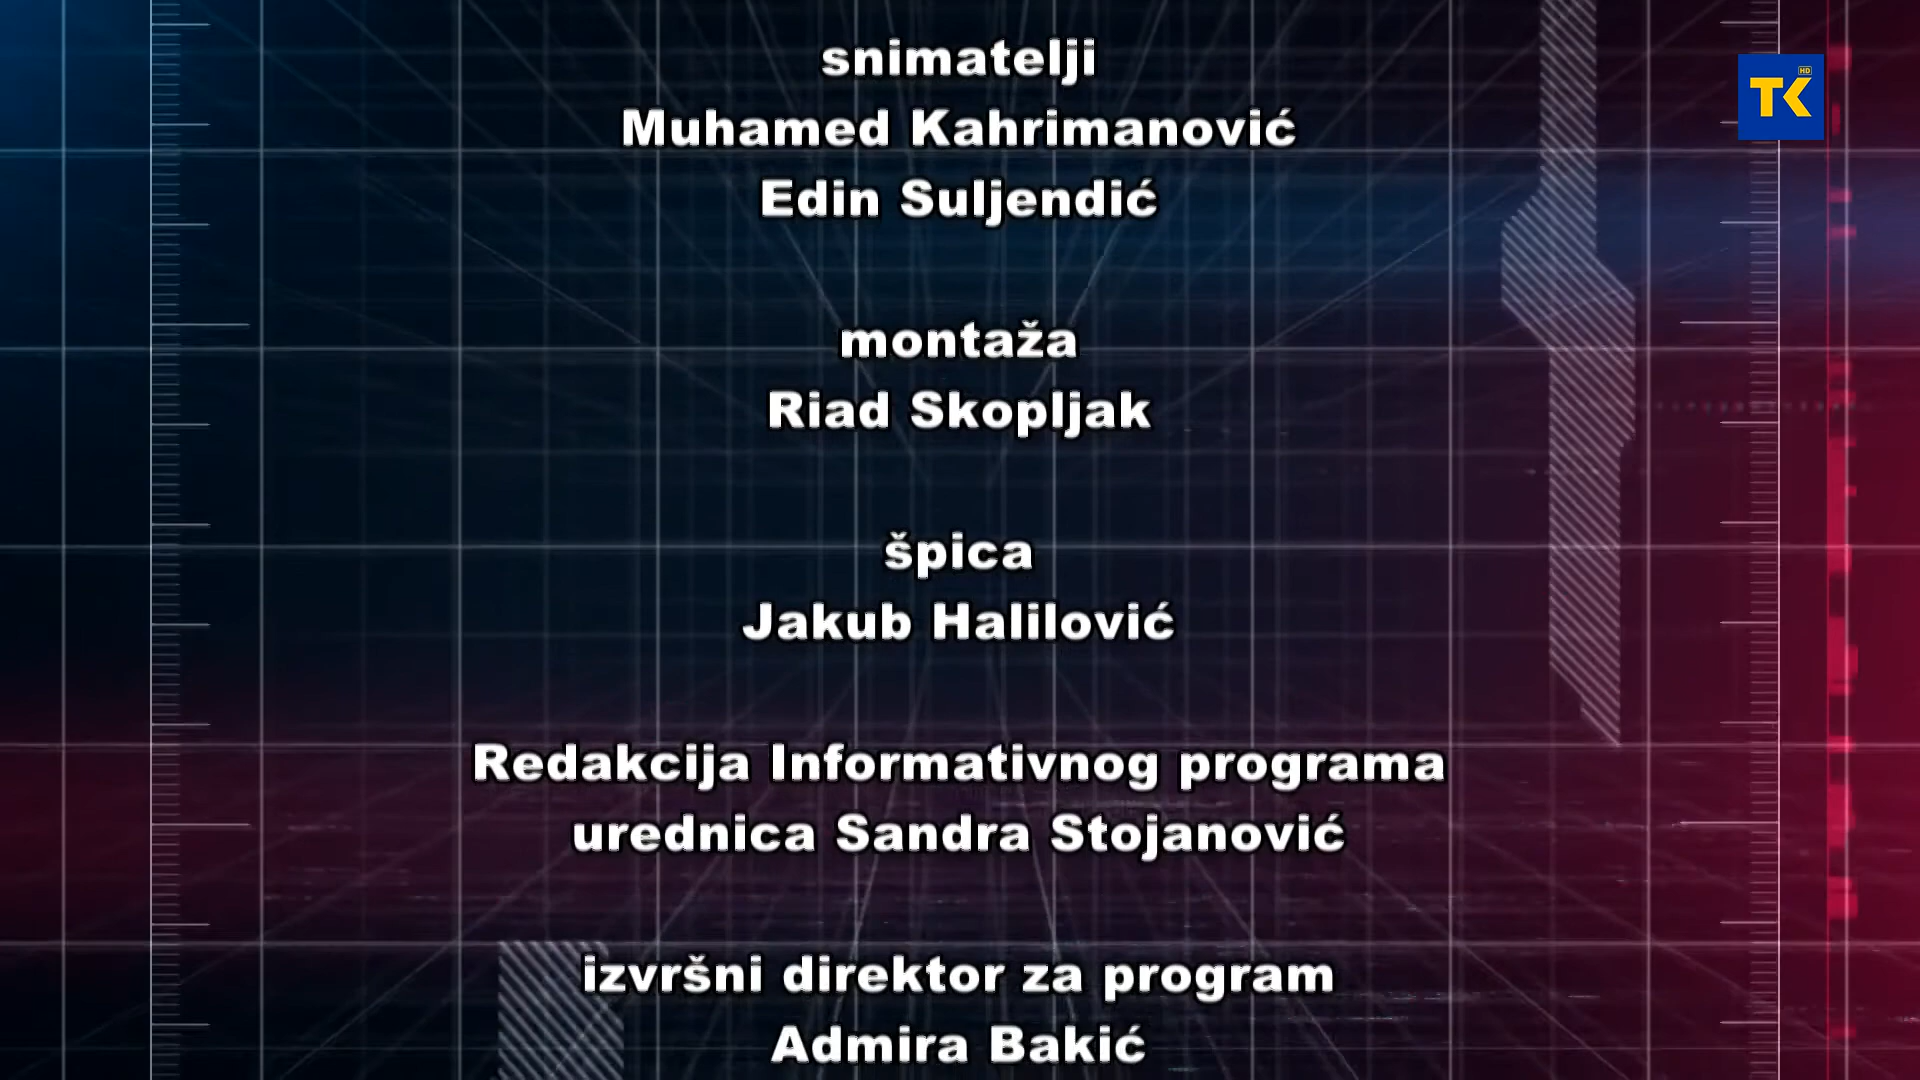 snimatelji
TK HD
Muhamed Kahrimanović
Edin Suljendić
montaža
Riad Skopljak
špica
Jakub Halilović
Redakcija Informativnog programa
urednica Sandra Stojanović
izvršni direktor za program
Admira Bakić